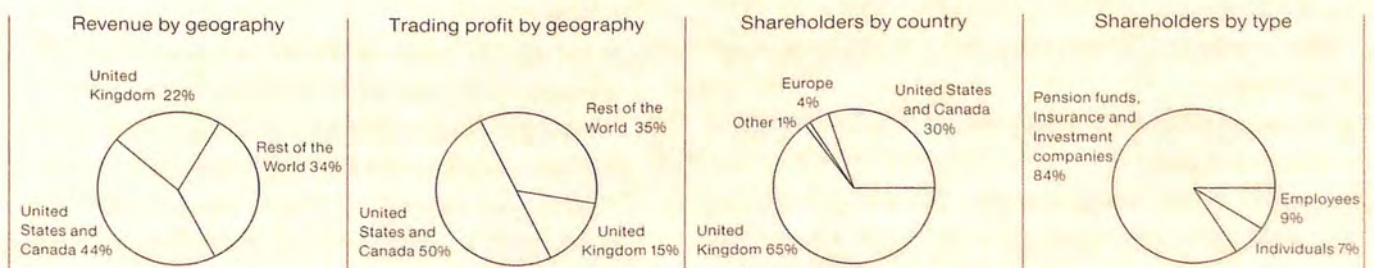 Revenue by geography
United
Kingdom 22%
Rest of the
World 34%
United
States and
Canada 44%
Trading profit by geography
Rest of the
World 35%
United
States and
Canada 50%
United
Kingdom 15%
Shareholders by country
Europe
4%
Other 1%
United States
and Canada
30%
United
Kingdom 65%
Shareholders by type
Pension funds,
Insurance and
Investment
companies
84%
Employees
9%
Individuals 7%